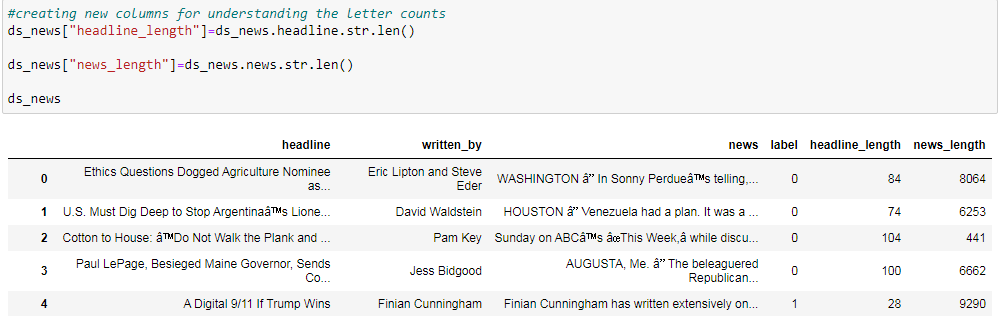 #creating new columns for understanding the letter counts
ds_news["headline_length"]=ds_news.headline.str.len()
ds_news["news_length"]=ds_news.news.str.len()
ds_news
headline written_by news label headline_length news_length
0 Ethics Questions Dogged Agriculture Nominee as... Eric Lipton and Steve Eder WASHINGTON â” In Sonny Perdueâ™s telling,... 0 84 8064
1 U.S. Must Dig Deep to Stop Argentinaâ™s Lione... David Waldstein HOUSTON â” Venezuela had a plan. It was a ... 0 74 6253
2 Cotton to House: â™Do Not Walk the Plank and ... Pam Key Sunday on ABCâ™s âœThis Week,â while discu... 0 104 441
3 Paul LePage, Besieged Maine Governor, Sends Co... Jess Bidgood AUGUSTA, Me. â” The beleaguered Republican... 0 100 6662
4 A Digital 9/11 If Trump Wins Finian Cunningham Finian Cunningham has written extensively on... 1 28 9290